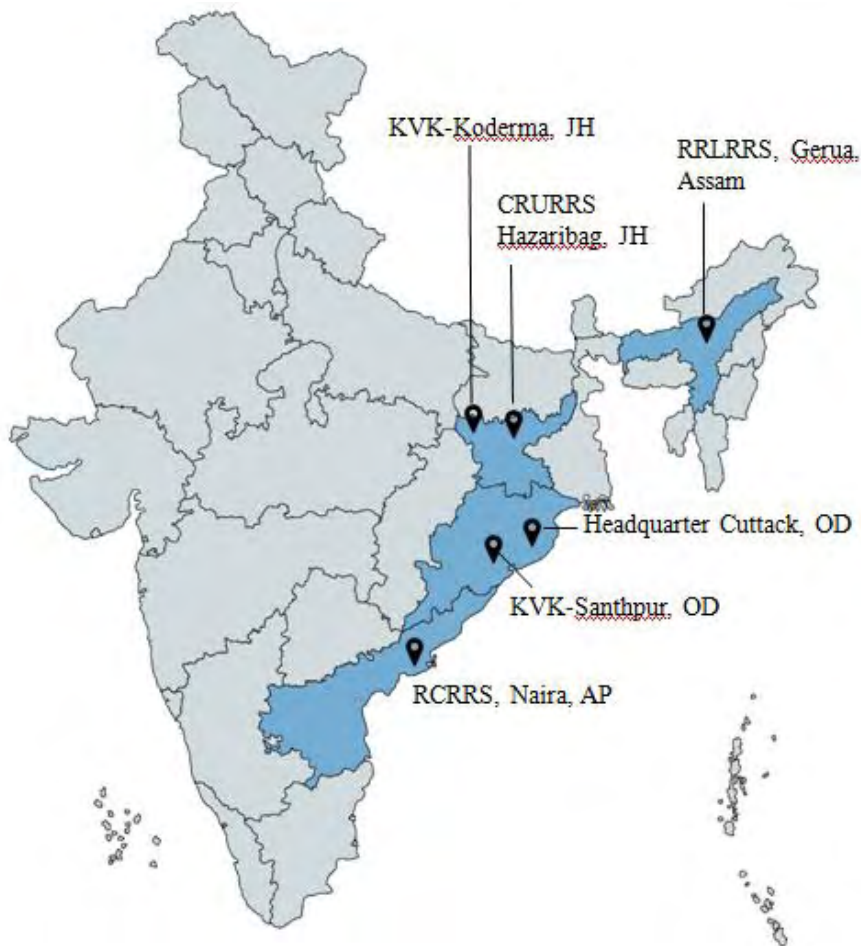 KVK-Koderma, JH
RRLRRS, Gerua,
Assam
CRURRS
Hazaribag, JH
Headquarter Cuttack, OD
KVK-Santhpur, OD
RCRRS, Naira, AP